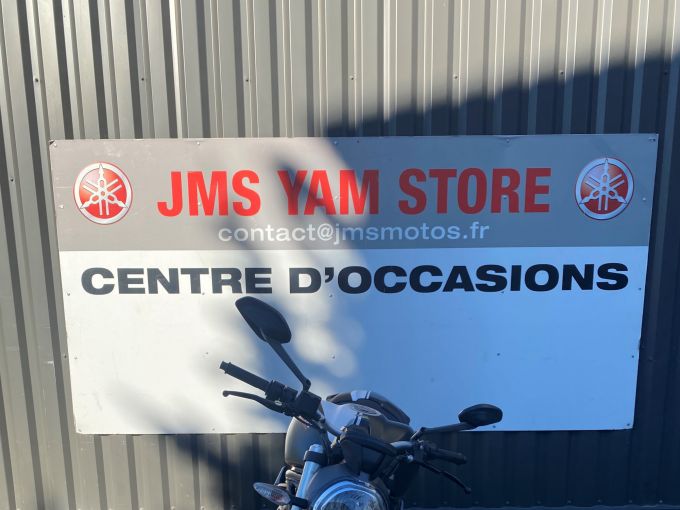 JMS YAM STORE
contact@jmsmotos.fr
CENTRE D'OCCASIONS